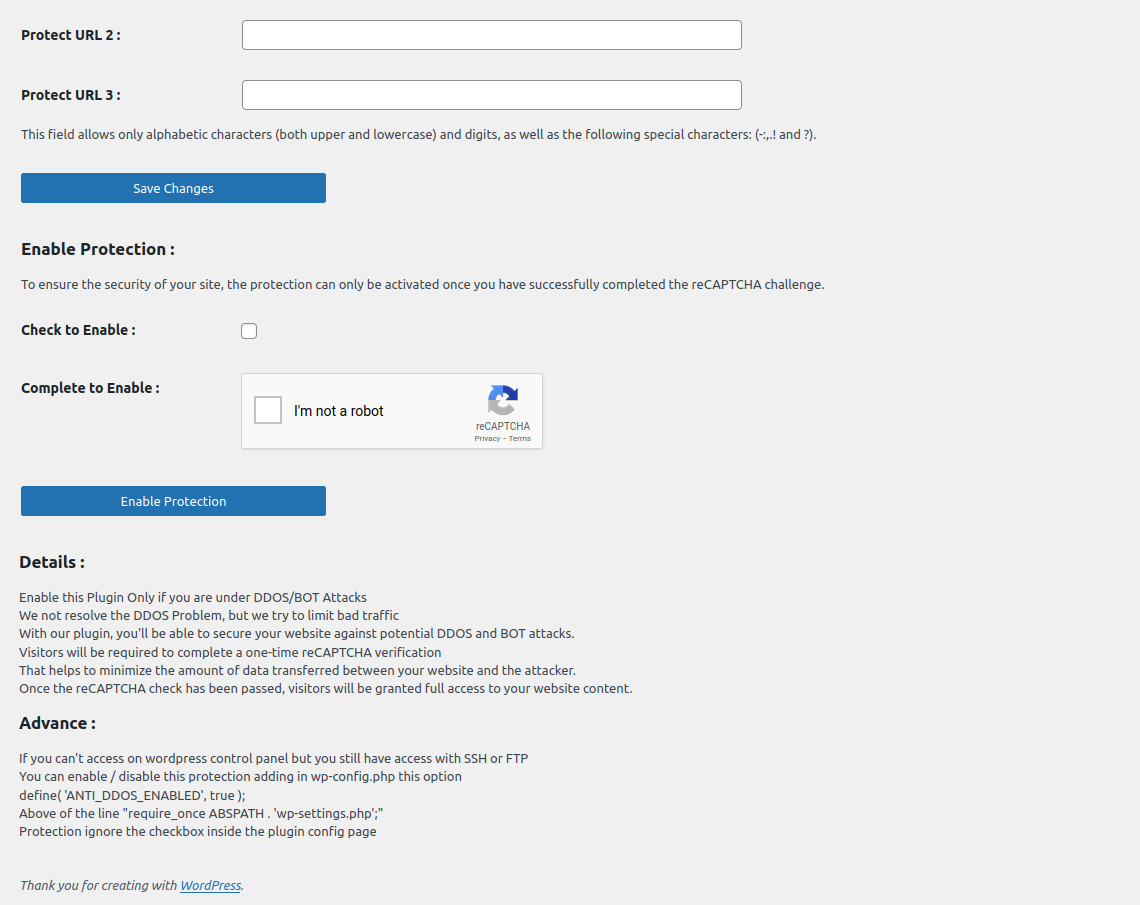 Protect URL 2 :
Protect URL 3 :
This field allows only alphabetic characters (both upper and lowercase) and digits, as well as the following special characters: (-:,.! and ?).
Save Changes
Enable Protection :
To ensure the security of your site, the protection can only be activated once you have successfully completed the reCAPTCHA challenge.
Check to Enable :
Complete to Enable :
I'm not a robot
reCAPTCHA
Privacy - Terms
Enable Protection
Details :
Enable this Plugin Only if you are under DDOS/BOT Attacks
We not resolve the DDOS Problem, but we try to limit bad traffic
With our plugin, you'll be able to secure your website against potential DDOS and BOT attacks.
Visitors will be required to complete a one-time reCAPTCHA verification
That helps to minimize the amount of data transferred between your website and the attacker.
Once the reCAPTCHA check has been passed, visitors will be granted full access to your website content.
Advance :
If you can't access on wordpress control panel but you still have access with SSH or FTP
You can enable / disable this protection adding in wp-config.php this option
define( 'ANTI_DDOS_ENABLED', true );
Above of the line "require_once ABSPATH . 'wp-settings.php';"
Protection ignore the checkbox inside the plugin config page
Thank you for creating with WordPress.